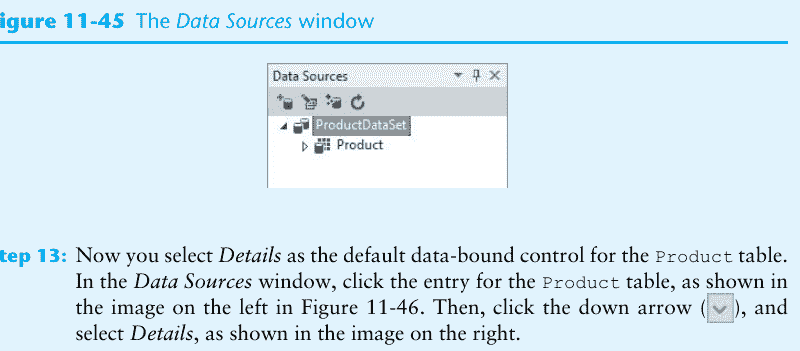 igure 11-45 The Data Sources window
Data Sources
ProductDataSet
Product
tep 13: Now you select Details as the default data-bound control for the Product table.
In the Data Sources window, click the entry for the Product table, as shown in
the image on the left in Figure 11-46. Then, click the down arrow ( ), and
select Details, as shown in the image on the right.